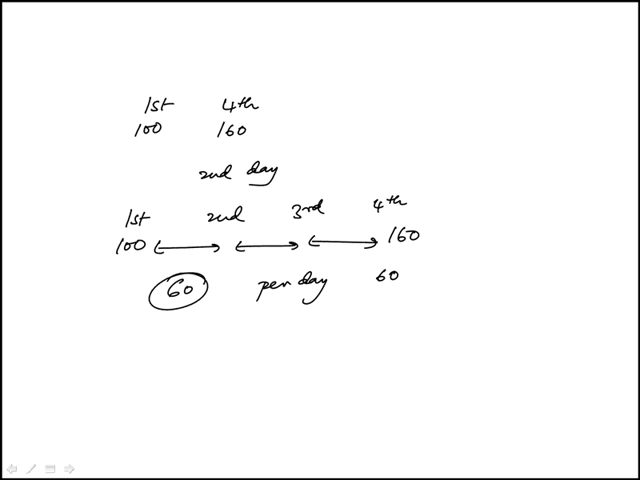 1st 4th
100 160
2nd day
1st 2nd 3rd 4th
100 160
60 per day 60